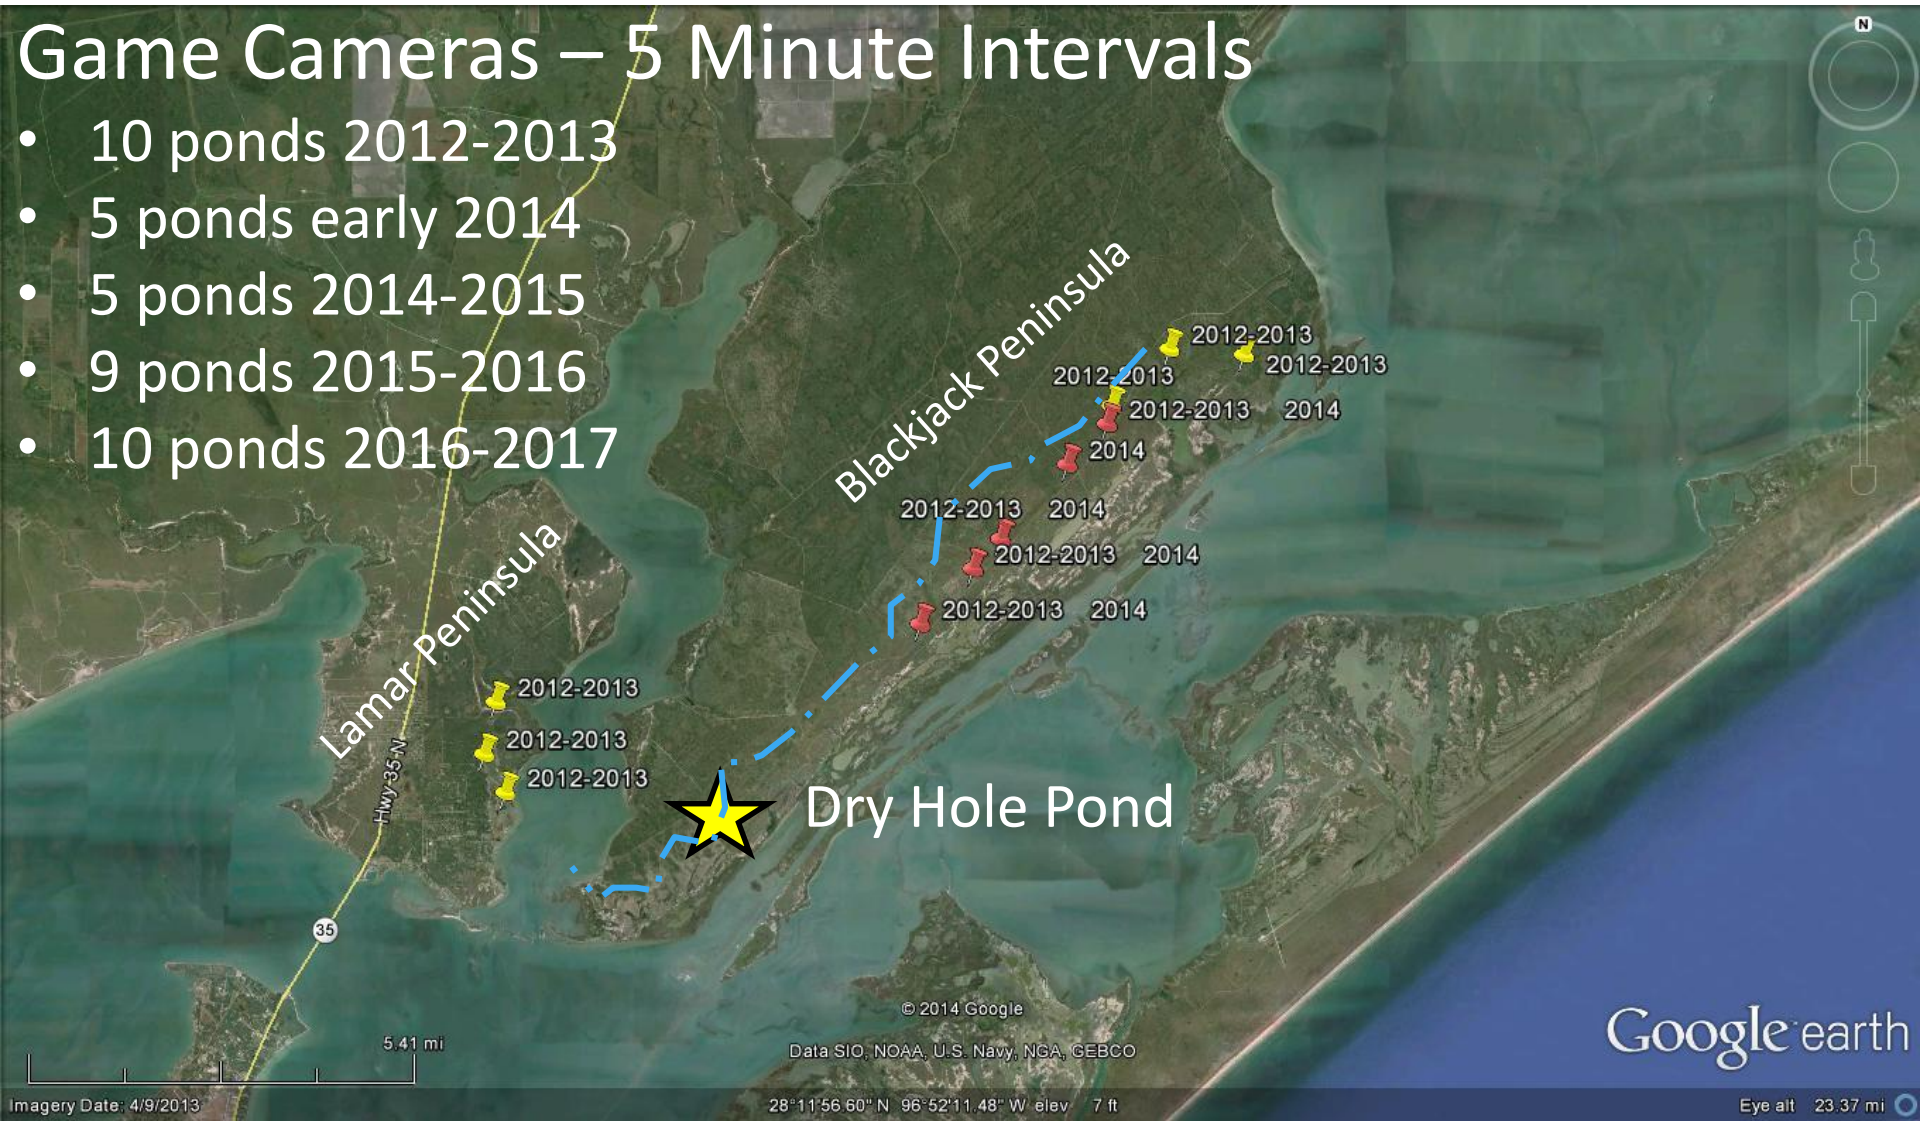 Game Cameras – 5 Minute Intervals
• 10 ponds 2012-2013
• 5 ponds early 2014
• 5 ponds 2014-2015
• 9 ponds 2015-2016
• 10 ponds 2016-2017
N
Blackjack Peninsula
2012-2013
2012-2013
2012-2013
2012-2013 2014
2014
2012-2013 2014
2012-2013 2014
2012-2013 2014
Lamar Peninsula
2012-2013
2012-2013
2012-2013
Hwy 35 N
Dry Hole Pond
35
© 2014 Google
Data SIO, NOAA, U.S. Navy, NGA, GEBCO
Google earth
5.41 mi
Imagery Date: 4/9/2013
28°11'56.60" N 96°52'11.48" W elev 7 ft
Eye alt 23.37 mi